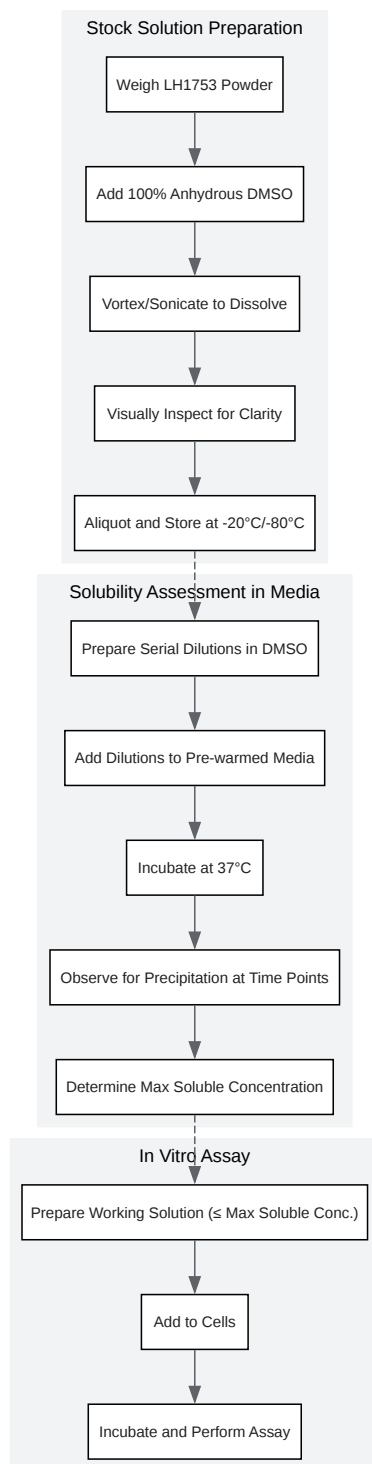 Stock Solution Preparation
Weigh LH1753 Powder
Add 100% Anhydrous DMSO
Vortex/Sonicate to Dissolve
Visually Inspect for Clarity
Aliquot and Store at -20°C/-80°C
Solubility Assessment in Media
Prepare Serial Dilutions in DMSO
Add Dilutions to Pre-warmed Media
Incubate at 37°C
Observe for Precipitation at Time Points
Determine Max Soluble Concentration
In Vitro Assay
Prepare Working Solution (≤ Max Soluble Conc.)
Add to Cells
Incubate and Perform Assay